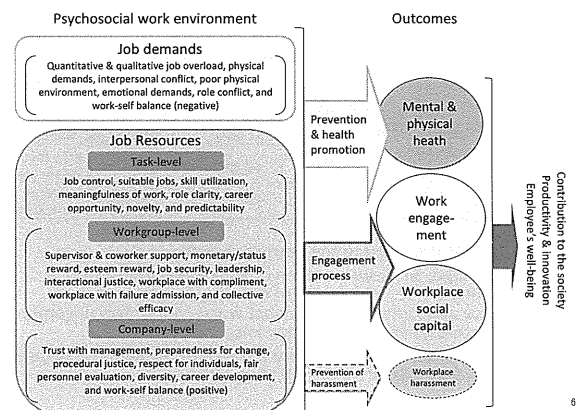 Psychosocial work environment
Outcomes
Job demands
Quantitative & qualitative job overload, physical
demands, interpersonal conflict, poor physical
environment, emotional demands, role conflict, and
work-self balance (negative)
Job Resources
Task-level
Job control, suitable jobs, skill utilization,
meaningfulness of work, role clarity, career
opportunity, novelty, and predictability
Workgroup-level
Supervisor & coworker support, monetary/status
reward, esteem reward, job security, leadership,
interactional justice, workplace with compliment,
workplace with failure admission, and collective
efficacy
Company-level
Trust with management, preparedness for change,
procedural justice, respect for individuals, fair
personnel evaluation, diversity, career development,
and work-self balance (positive)
Prevention
& health
promotion
Engagement
process
Prevention of
harassment
Mental &
physical
heath
Work
engage-
ment
Workplace
social
capital
Workplace
harassment
Contribution to the society
Productivity & innovation
Employee's well-being
6